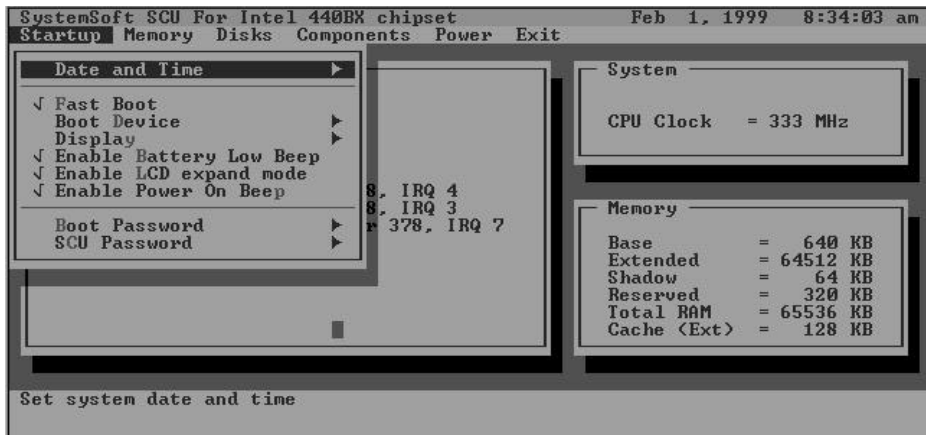 SystemSoft SCU For Intel 440BX chipset Feb 1, 1999 8:34:03 am
Startup Memory Disks Components Power Exit
Date and Time ►
√ Fast Boot
Boot Device ►
Display ►
√ Enable Battery Low Beep
√ Enable LCD expand mode
√ Enable Power On Beep
Boot Password ►
SCU Password ►
8, IRQ 4
8, IRQ 3
r 378, IRQ 7
System
CPU Clock = 333 MHz
Memory
Base = 640 KB
Extended = 64512 KB
Shadow = 64 KB
Reserved = 320 KB
Total RAM = 65536 KB
Cache (Ext) = 128 KB
Set system date and time